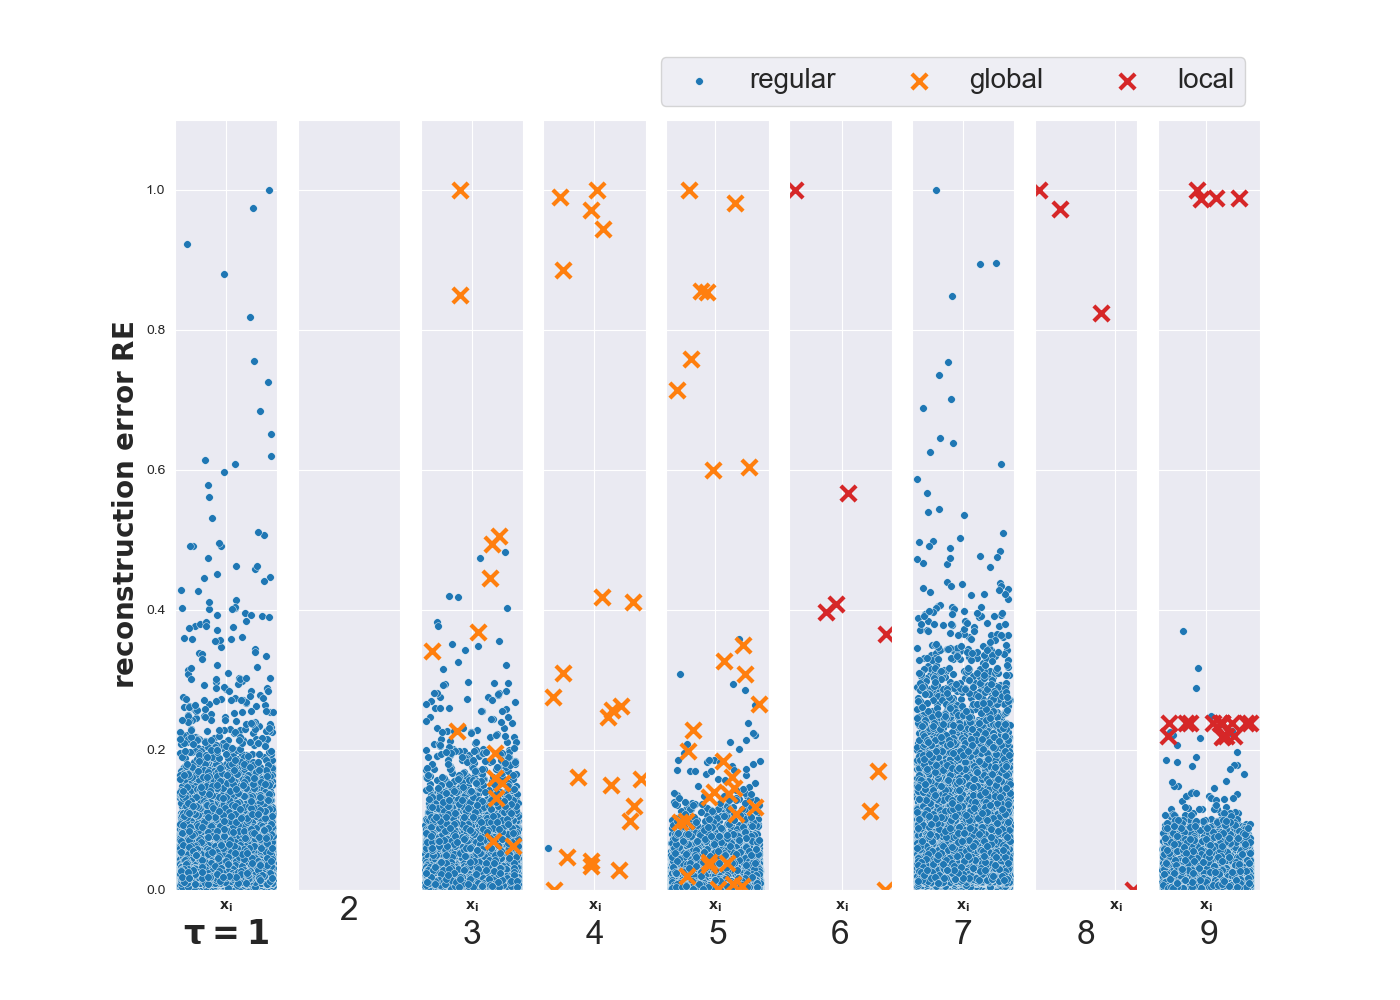 regular global local
reconstruction error RE
1.0
0.8
0.6
0.4
0.2
0.0
xᵢ xᵢ xᵢ xᵢ xᵢ xᵢ xᵢ xᵢ
τ = 1 2 3 4 5 6 7 8 9